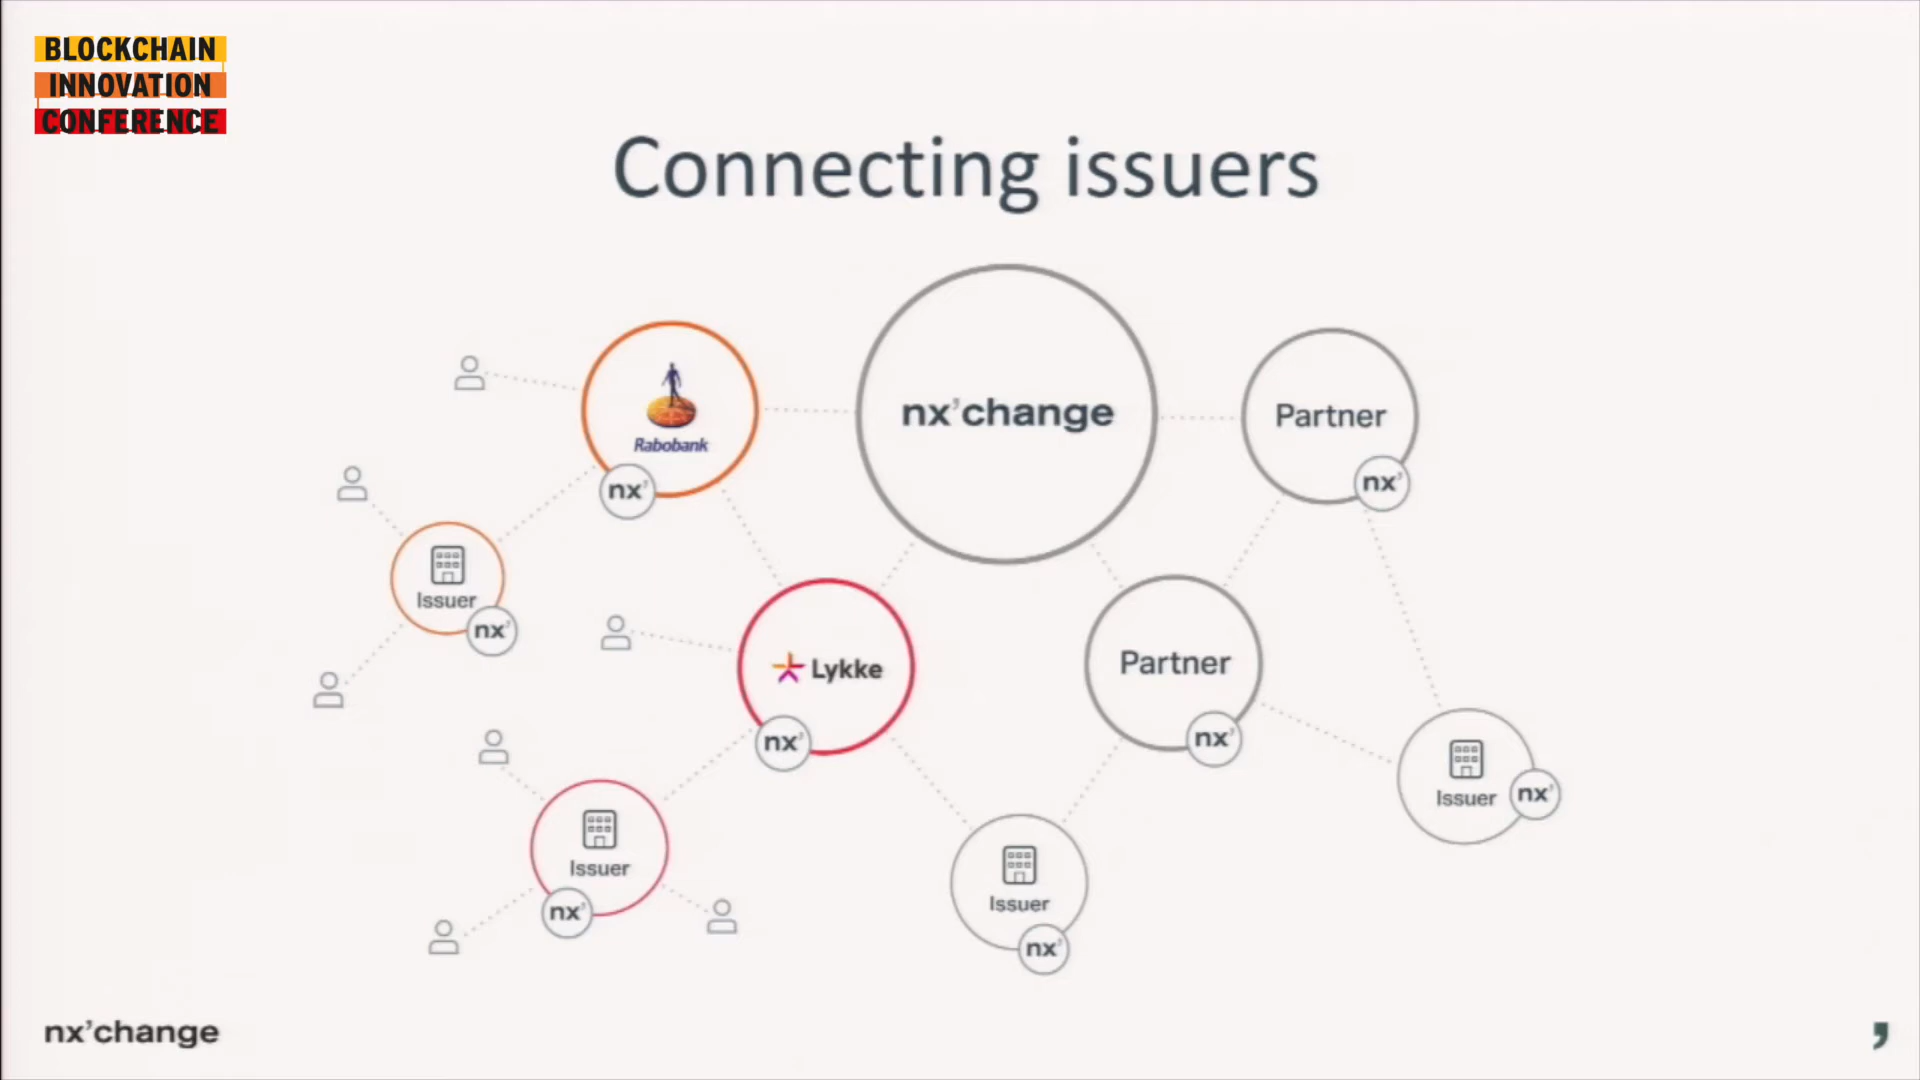 BLOCKCHAIN
INNOVATION
CONFERENCE
Connecting issuers
Rabobank
nx’
nx’change
Partner
nx’
Issuer
nx’
Lykke
nx’
Partner
nx’
Issuer
nx’
Issuer
nx’
Issuer
nx’
nx’change
’